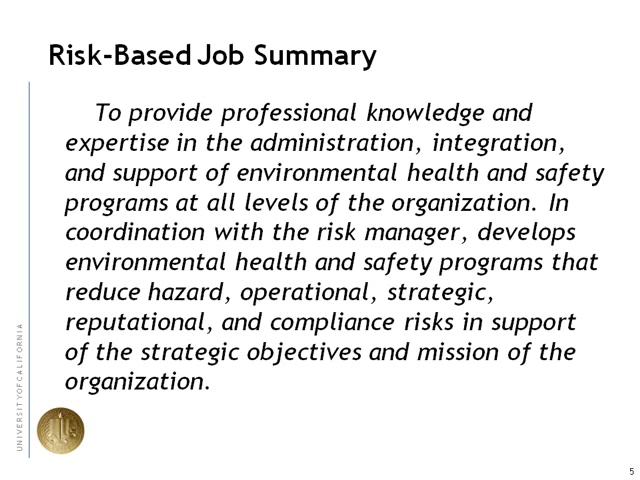 Risk-Based Job Summary
To provide professional knowledge and
expertise in the administration, integration,
and support of environmental health and safety
programs at all levels of the organization. In
coordination with the risk manager, develops
environmental health and safety programs that
reduce hazard, operational, strategic,
reputational, and compliance risks in support
of the strategic objectives and mission of the
organization.
UNIVERSITY OF CALIFORNIA
5